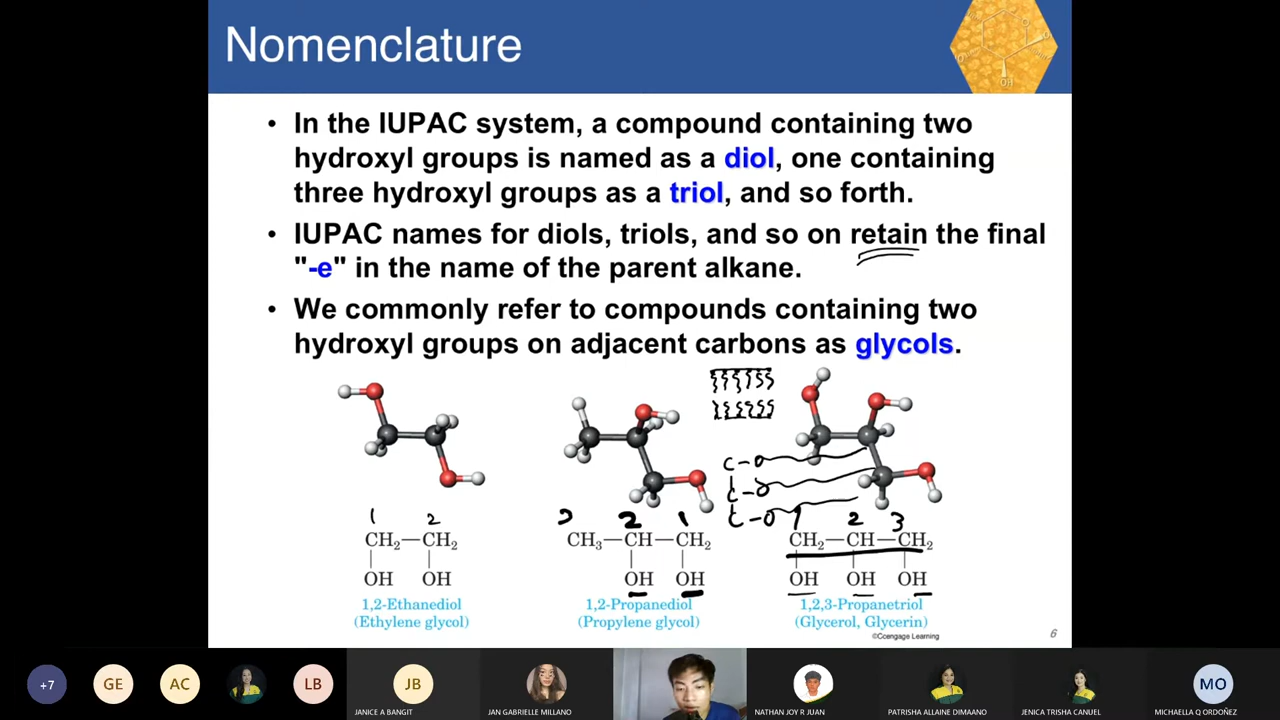 Nomenclature
OH
• In the IUPAC system, a compound containing two
hydroxyl groups is named as a diol, one containing
three hydroxyl groups as a triol, and so forth.
• IUPAC names for diols, triols, and so on retain the final
"-e" in the name of the parent alkane.
• We commonly refer to compounds containing two
hydroxyl groups on adjacent carbons as glycols.
C-O
C-O
C-O
1 2
3 2 1
1 2 3
CH₂—CH₂
OH OH
1,2-Ethanediol
(Ethylene glycol)
CH₃—CH—CH₂
OH OH
1,2-Propanediol
(Propylene glycol)
CH₂—CH—CH₂
OH OH OH
1,2,3-Propanetriol
(Glycerol, Glycerin)
©Ccengage Learning
6
+7
GE
AC
LB
JB
JANICE A BANGIT
JAN GABRIELLE MILLANO
NATHAN JOY R JUAN
PATRISHA ALLAINE DIMAANO
JENICA TRISHA CANUEL
MO
MICHAELLA Q ORDOÑEZ